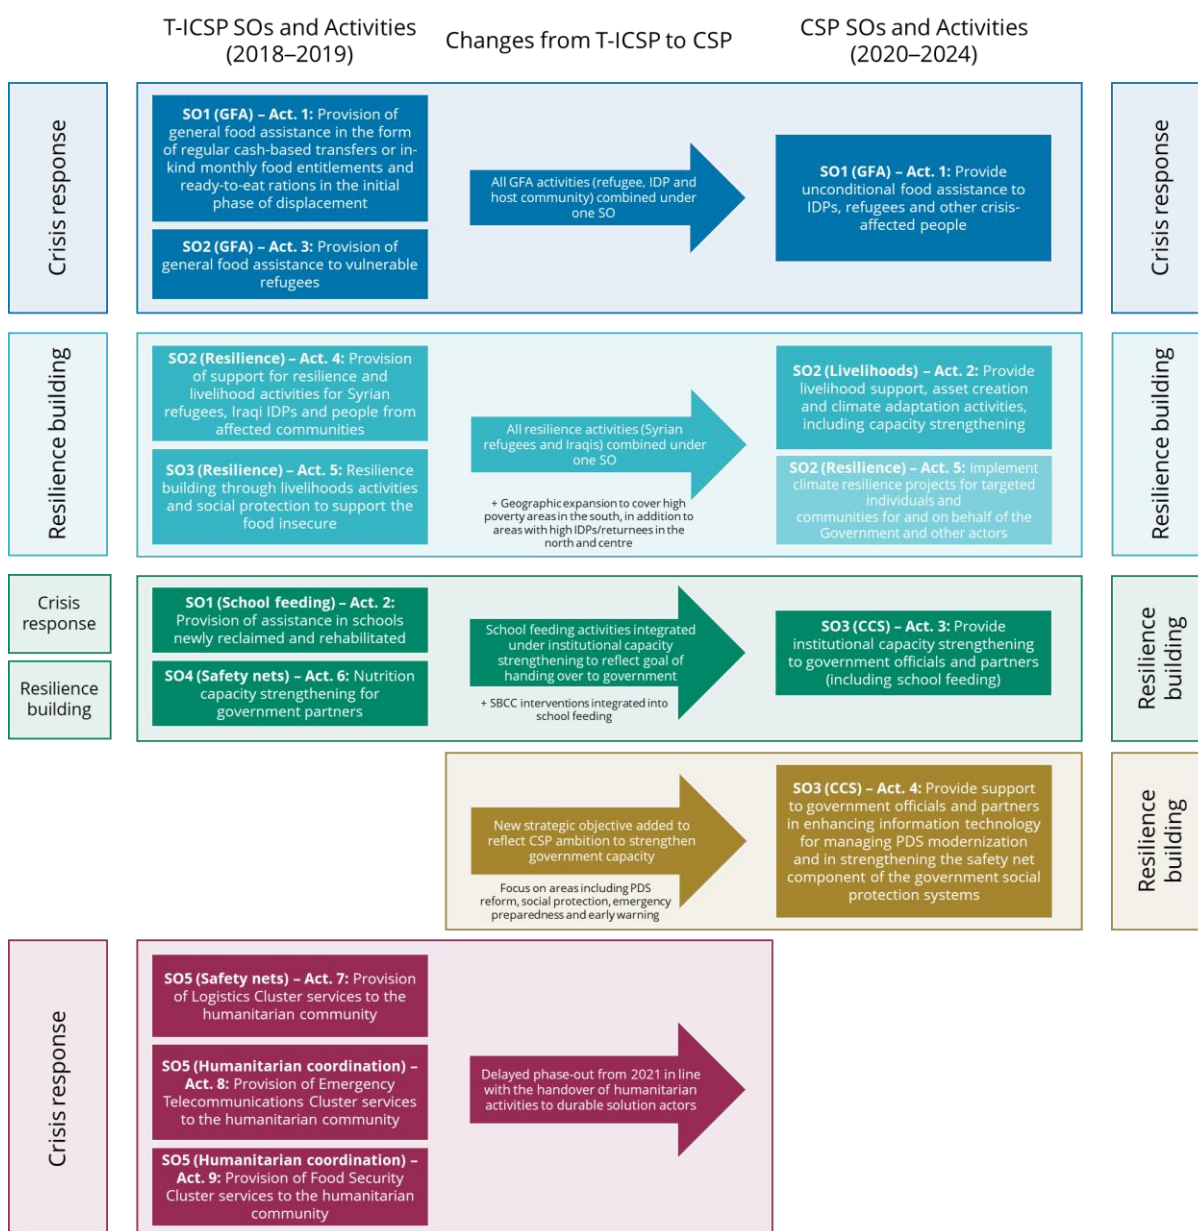 T-ICSP SOs and Activities
(2018–2019)
Changes from T-ICSP to CSP
CSP SOs and Activities
(2020–2024)
Crisis response
SO1 (GFA) – Act. 1: Provision of
general food assistance in the form
of regular cash-based transfers or in-
kind monthly food entitlements and
ready-to-eat rations in the initial
phase of displacement
SO2 (GFA) – Act. 3: Provision of
general food assistance to vulnerable
refugees
All GFA activities (refugee, IDP and
host community) combined under
one SO
SO1 (GFA) – Act. 1: Provide
unconditional food assistance to
IDPs, refugees and other crisis-
affected people
Crisis response
Resilience building
SO2 (Resilience) – Act. 4: Provision
of support for resilience and
livelihood activities for Syrian
refugees, Iraqi IDPs and people from
affected communities
SO3 (Resilience) – Act. 5: Resilience
building through livelihoods activities
and social protection to support the
food insecure
All resilience activities (Syrian
refugees and Iraqis) combined under
one SO
+ Geographic expansion to cover high
poverty areas in the south, in addition to
areas with high IDPs/returnees in the
north and centre
SO2 (Livelihoods) – Act. 2: Provide
livelihood support, asset creation
and climate adaptation activities,
including capacity strengthening
SO2 (Resilience) – Act. 5: Implement
climate resilience projects for targeted
individuals and
communities for and on behalf of the
Government and other actors
Resilience building
Crisis
response
Resilience
building
SO1 (School feeding) – Act. 2:
Provision of assistance in schools
newly reclaimed and rehabilitated
SO4 (Safety nets) – Act. 6: Nutrition
capacity strengthening for
government partners
School feeding activities integrated
under institutional capacity
strengthening to reflect goal of
handing over to government
+ SBCC interventions integrated into
school feeding
SO3 (CCS) – Act. 3: Provide
institutional capacity strengthening
to government officials and partners
(including school feeding)
Resilience
building
New strategic objective added to
reflect CSP ambition to strengthen
government capacity
Focus on areas including PDS
reform, social protection, emergency
preparedness and early warning
SO3 (CCS) – Act. 4: Provide support
to government officials and partners
in enhancing information technology
for managing PDS modernization
and in strengthening the safety net
component of the government social
protection systems
Resilience
building
Crisis response
SO5 (Safety nets) – Act. 7: Provision
of Logistics Cluster services to the
humanitarian community
SO5 (Humanitarian coordination) –
Act. 8: Provision of Emergency
Telecommunications Cluster services
to the humanitarian community
SO5 (Humanitarian coordination) –
Act. 9: Provision of Food Security
Cluster services to the humanitarian
community
Delayed phase-out from 2021 in line
with the handover of humanitarian
activities to durable solution actors